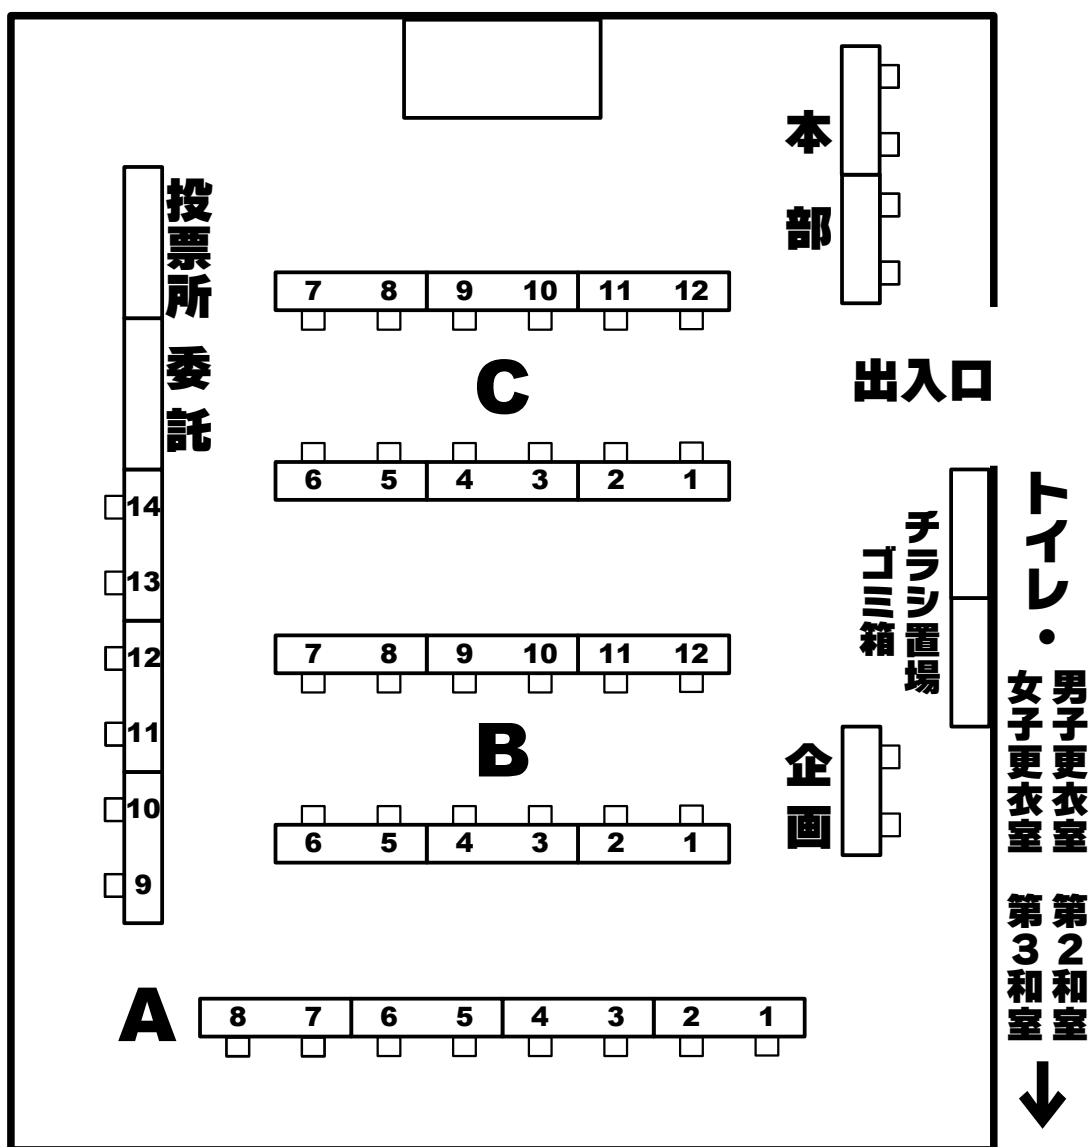 本部
投票所
委託
7 8 9 10 11 12
C
出入口
6 5 4 3 2 1
14
13
12
11
10
9
チラシ置場
ゴミ箱
7 8 9 10 11 12
B
6 5 4 3 2 1
企画
A
8 7 6 5 4 3 2 1
トイレ・
男子更衣室 第2和室
女子更衣室 第3和室
↓